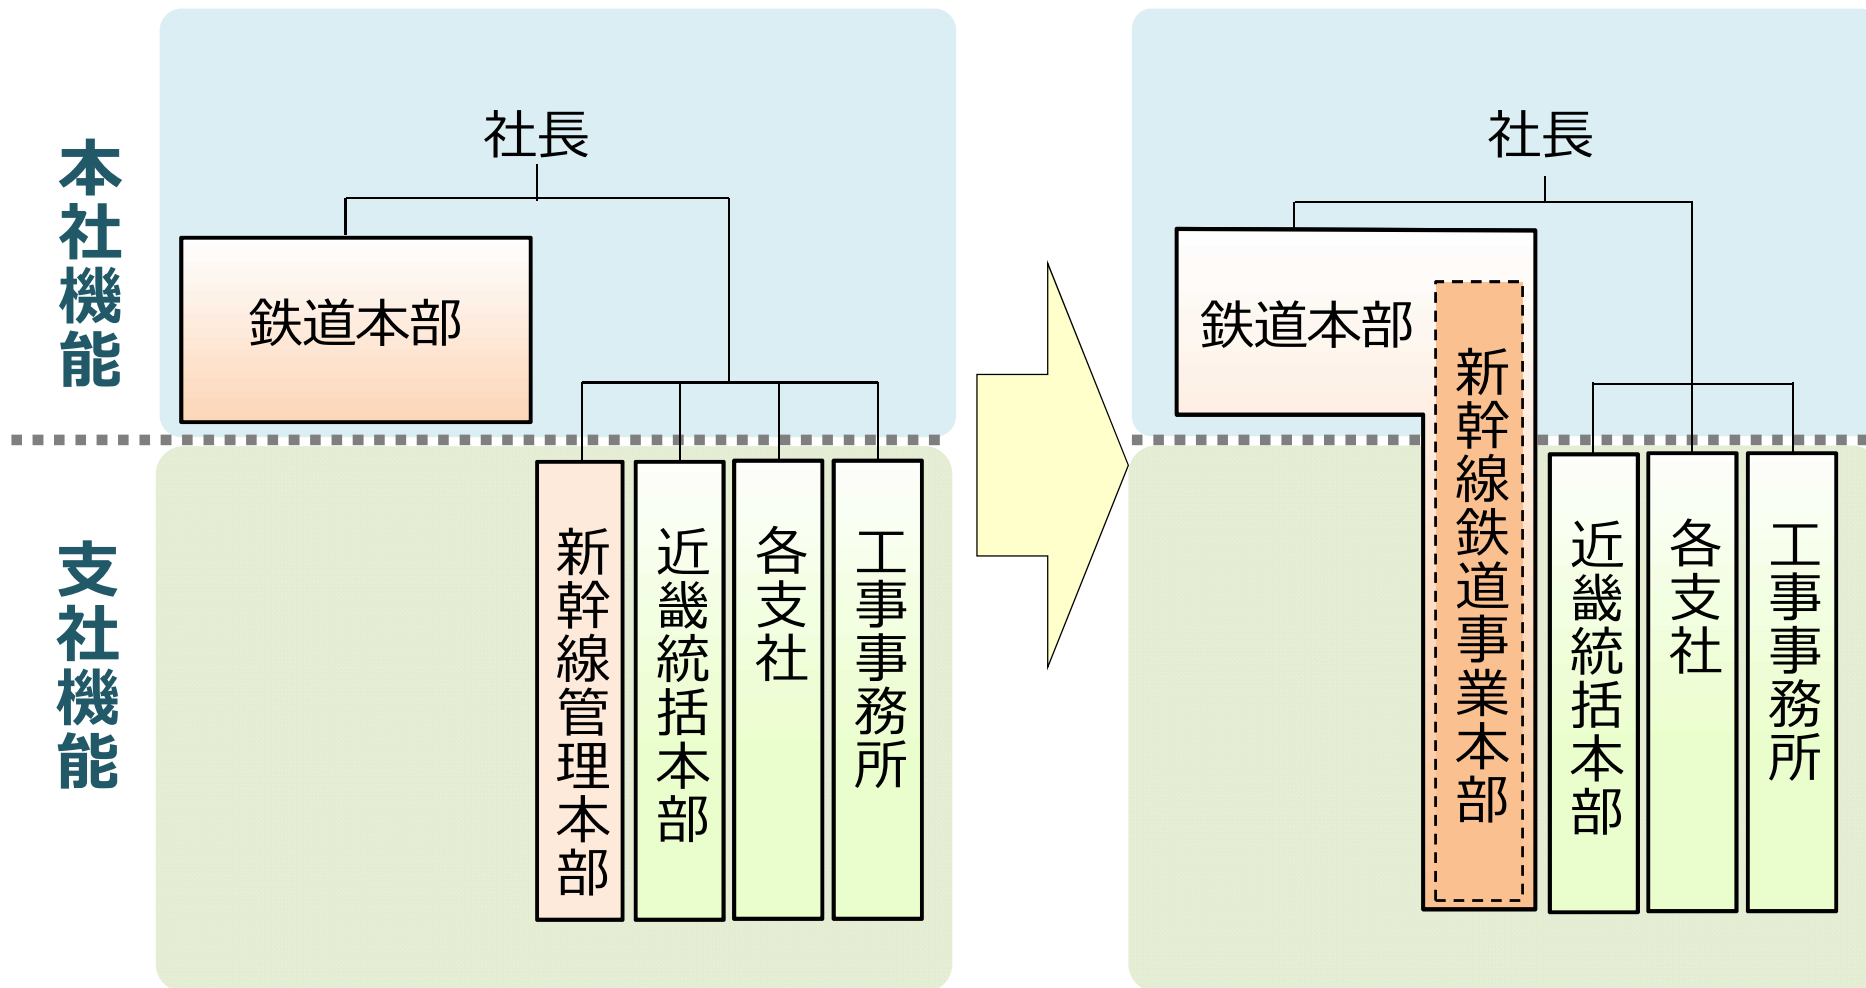 本社機能
支社機能
社長
鉄道本部
新幹線管理本部
近畿統括本部
各支社
工事事務所
社長
鉄道本部
新幹線鉄道事業本部
近畿統括本部
各支社
工事事務所